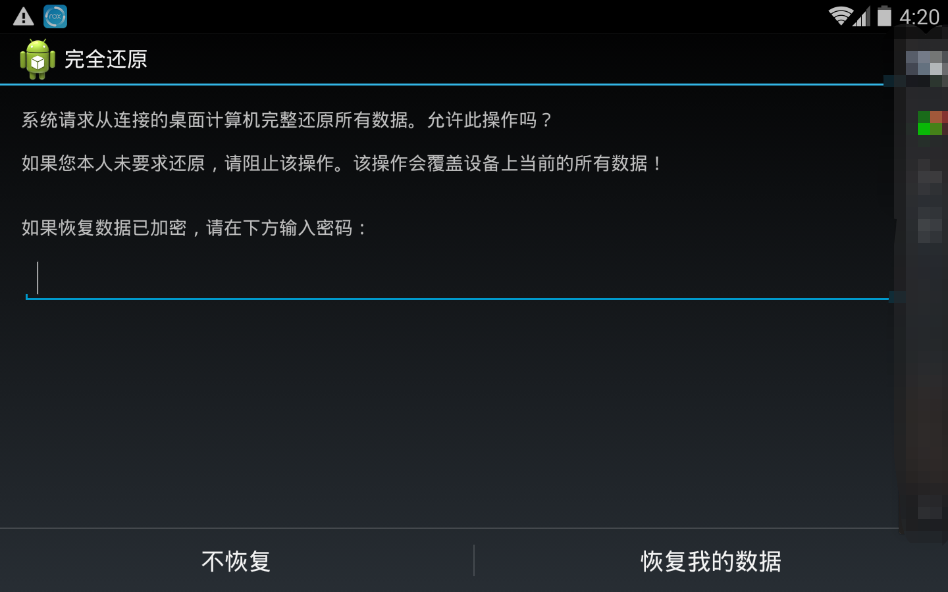 4:20
完全还原
系统请求从连接的桌面计算机完整还原所有数据。允许此操作吗？
如果您本人未要求还原，请阻止该操作。该操作会覆盖设备上当前的所有数据！
如果恢复数据已加密，请在下方输入密码：
不恢复
恢复我的数据